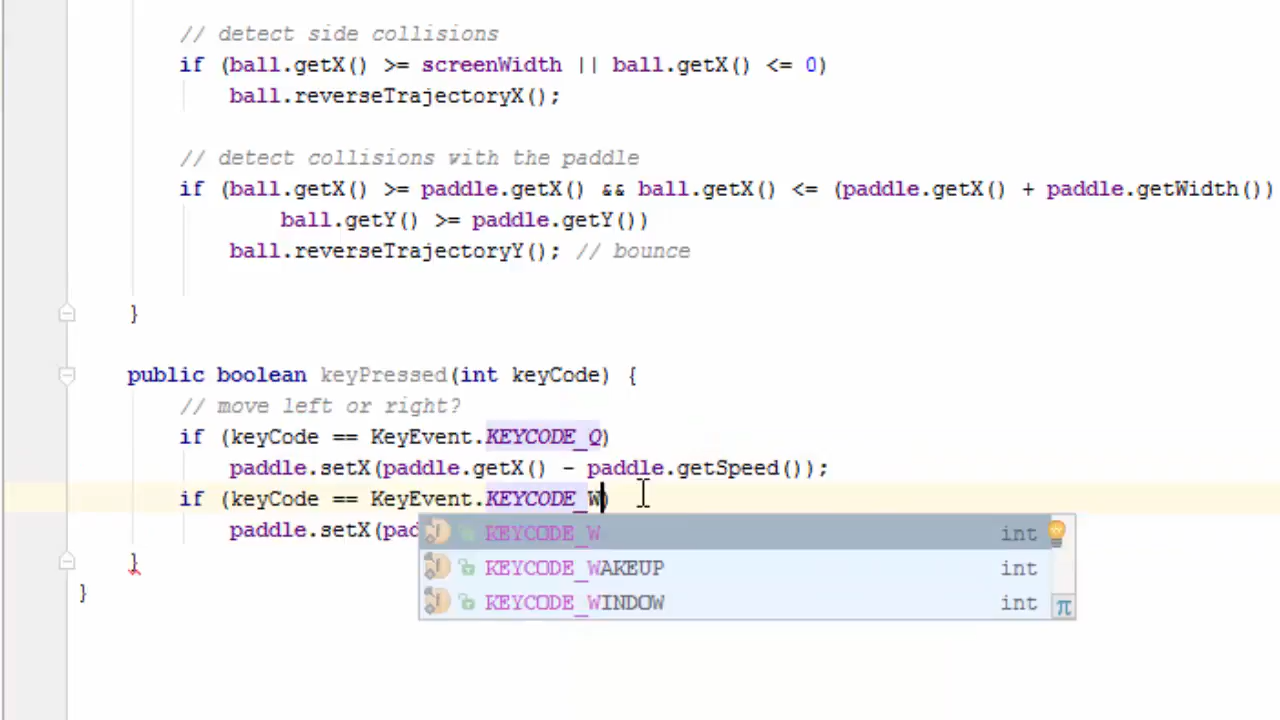 // detect side collisions
if (ball.getX() >= screenWidth || ball.getX() <= 0)
ball.reverseTrajectoryX();
// detect collisions with the paddle
if (ball.getX() >= paddle.getX() && ball.getX() <= (paddle.getX() + paddle.getWidth())
ball.getY() >= paddle.getY())
ball.reverseTrajectoryY(); // bounce
}
public boolean keyPressed(int keyCode) {
// move left or right?
if (keyCode == KeyEvent.KEYCODE_Q)
paddle.setX(paddle.getX() - paddle.getSpeed());
if (keyCode == KeyEvent.KEYCODE_W)
paddle.setX(pad
KEYCODE_W int
KEYCODE_WAKEUP int
KEYCODE_WINDOW int
π
}
}